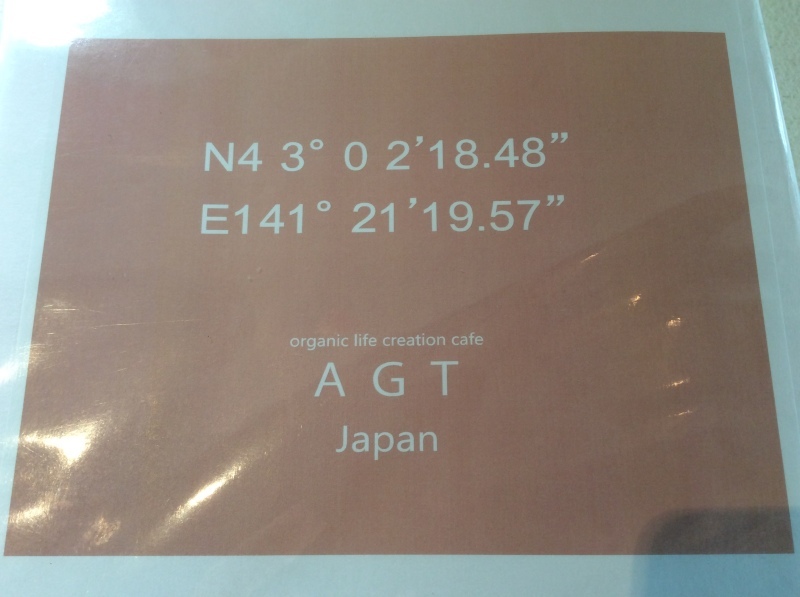 N4 3° 0 2’18.48”
E141° 21’19.57”
organic life creation cafe
A G T
Japan